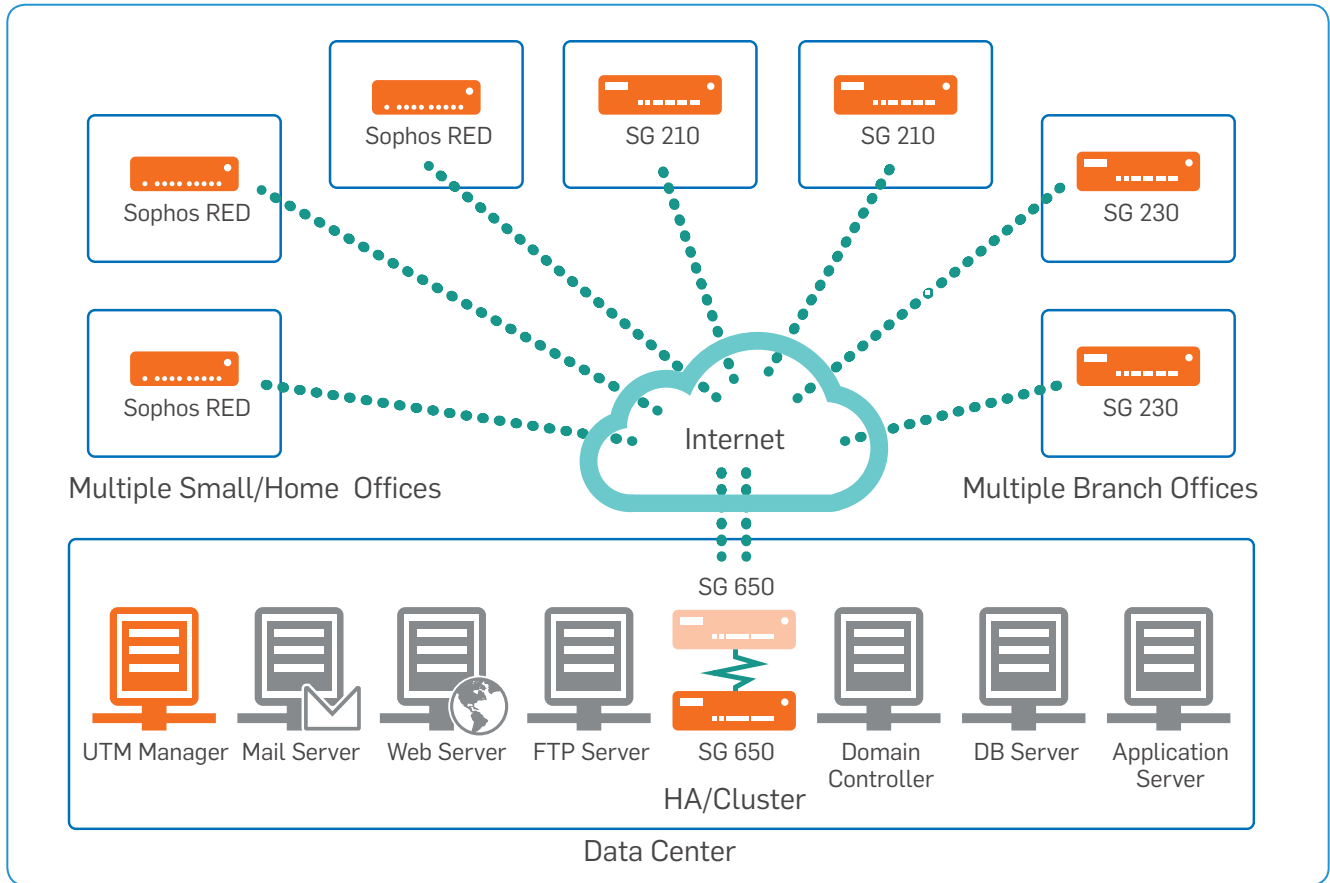 Sophos RED
SG 210
SG 210
Sophos RED
SG 230
Sophos RED
SG 230
Internet
Multiple Small/Home Offices
Multiple Branch Offices
SG 650
UTM Manager
Mail Server
Web Server
FTP Server
SG 650
Domain
Controller
DB Server
Application
Server
HA/Cluster
Data Center